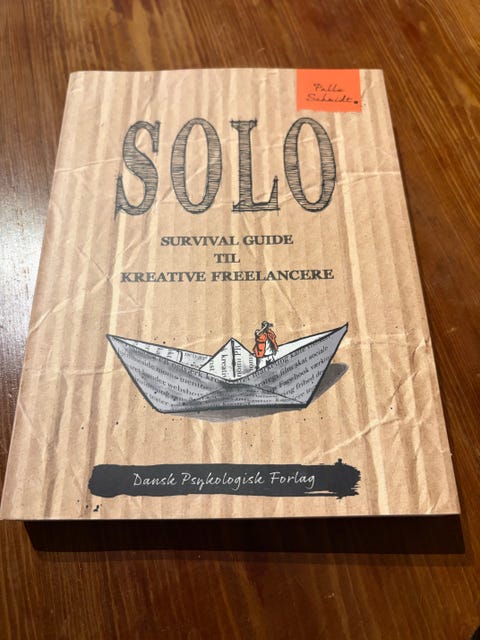 Palle
Schmidt
SOLO
SURVIVAL GUIDE
TIL
KREATIVE FREELANCERE
Dansk Psykologisk Forlag